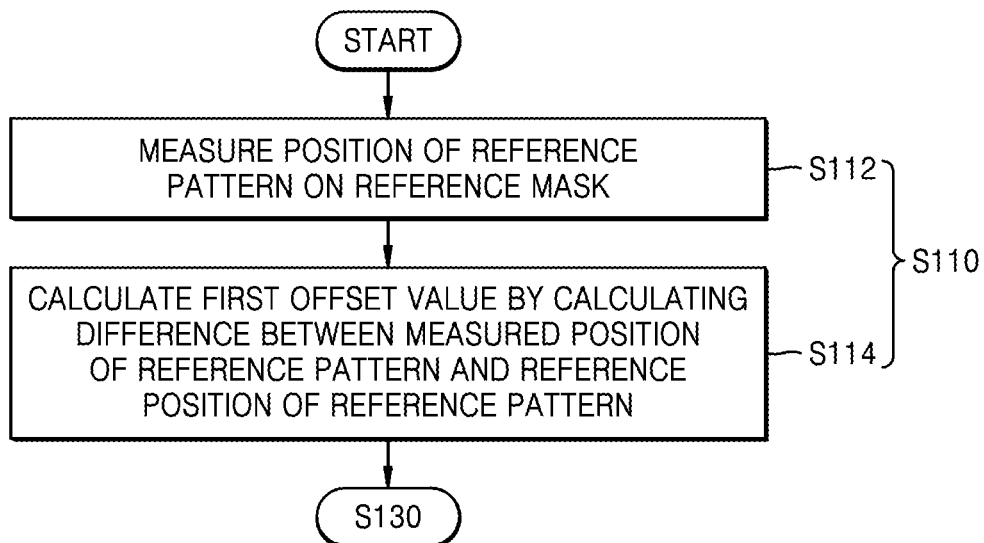 START
MEASURE POSITION OF REFERENCE
PATTERN ON REFERENCE MASK
S112
S110
CALCULATE FIRST OFFSET VALUE BY CALCULATING
DIFFERENCE BETWEEN MEASURED POSITION
OF REFERENCE PATTERN AND REFERENCE
POSITION OF REFERENCE PATTERN
S114
S130